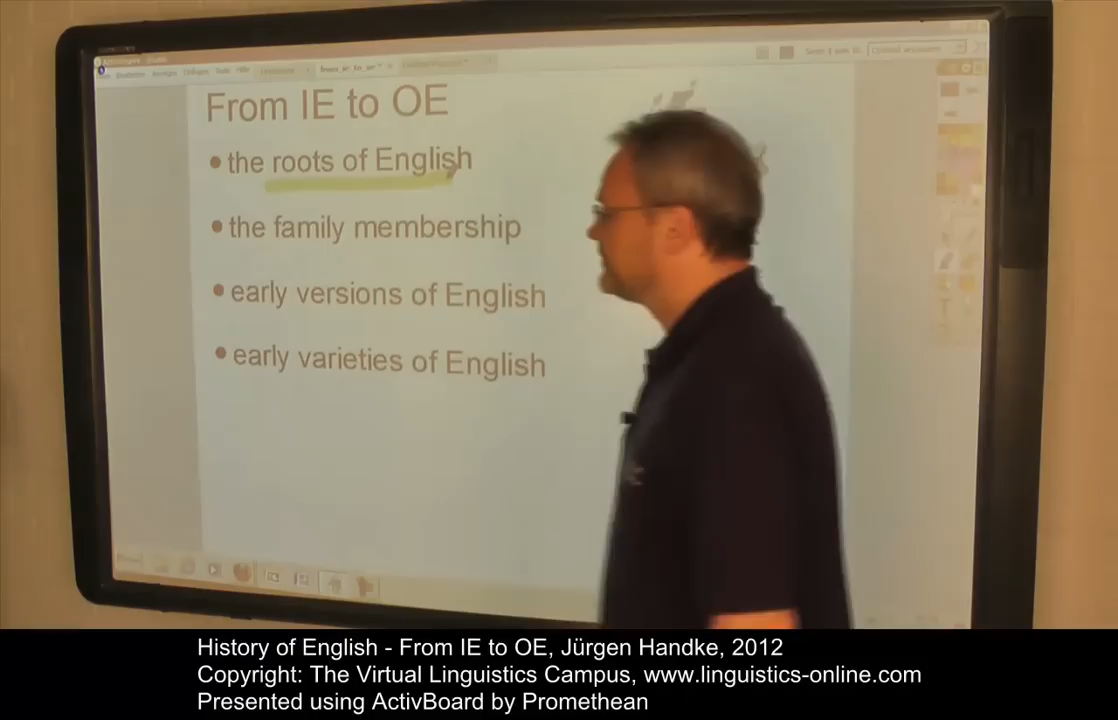 From IE to OE
• the roots of English
• the family membership
• early versions of English
• early varieties of English
History of English - From IE to OE, Jürgen Handke, 2012
Copyright: The Virtual Linguistics Campus, www.linguistics-online.com
Presented using ActivBoard by Promethean